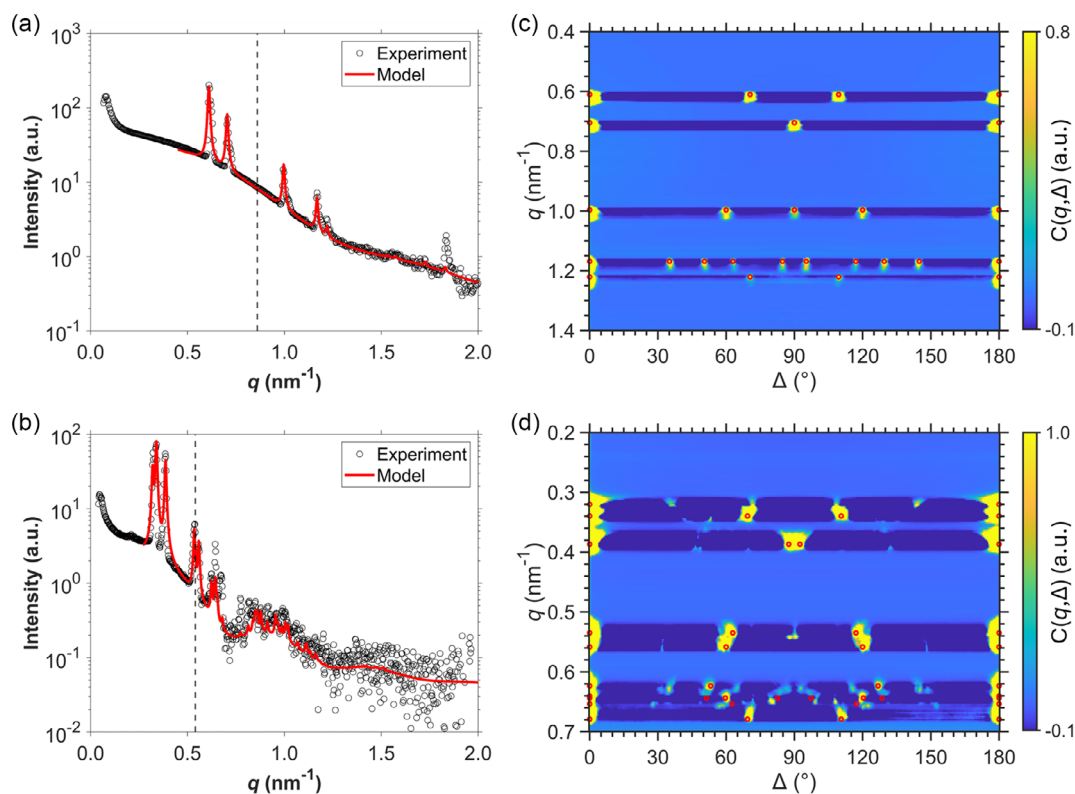 (a)
10^3
10^2
10^1
10^0
10^-1
Intensity (a.u.)
Experiment
Model
0.0 0.5 1.0 1.5 2.0
q (nm^-1)
(c)
0.4
0.6
0.8
1.0
1.2
1.4
q (nm^-1)
0 30 60 90 120 150 180
Δ (°)
0.8
-0.1
C(q,Δ) (a.u.)
(b)
10^2
10^1
10^0
10^-1
10^-2
Intensity (a.u.)
Experiment
Model
0.0 0.5 1.0 1.5 2.0
q (nm^-1)
(d)
0.2
0.3
0.4
0.5
0.6
0.7
q (nm^-1)
0 30 60 90 120 150 180
Δ (°)
1.0
-0.1
C(q,Δ) (a.u.)